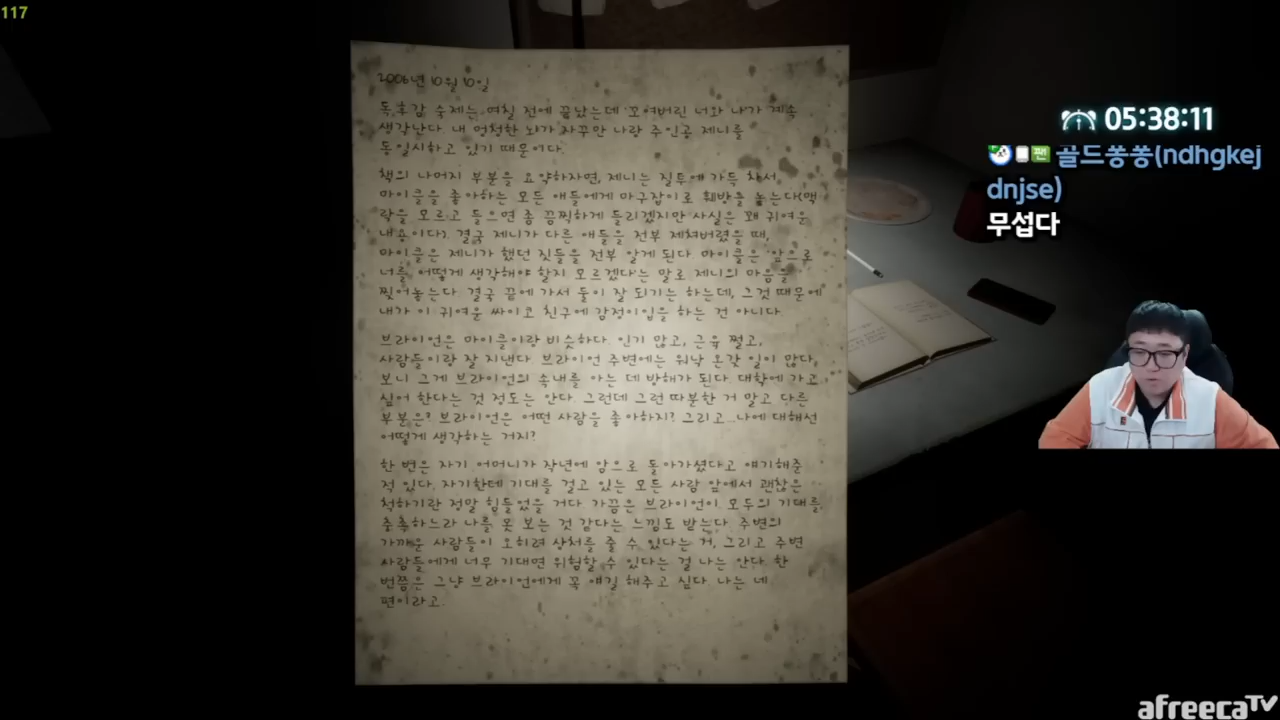 117
2006년 10월 10일
독후감 숙제는 며칠 전에 끝났는데 '모여버린 너와 나'가 계속
생각난다. 내 멍청한 뇌가 자꾸만 나랑 주인공 제니를
동일시하고 있기 때문이다.
책의 나머지 부분을 요약하자면, 제니는 질투에 가득 차서,
마이클을 좋아하는 모든 애들에게 마구잡이로 훼방을 놓는다(맥
락을 모르고 들으면 좀 끔찍하게 들리겠지만 사실은 꽤 귀여운
내용이다). 결국 제니가 다른 애들을 전부 제쳐버렸을 때,
마이클은 제니가 했던 짓들을 전부 알게 된다. 마이클은 '앞으로
너를 어떻게 생각해야 할지 모르겠다'는 말로 제니의 마음을
찢어놓는다. 결국 끝에 가서 둘이 잘 되기는 하는데, 그것 때문에
내가 이 귀여운 싸이코 친구에 감정이입을 하는 건 아니다.
브라이언은 마이클이랑 비슷하다. 인기 많고, 근육 쩔고,
사람들이랑 잘 지낸다. 브라이언 주변에는 워낙 온갖 일이 많다,
보니 그게 브라이언의 속내를 아는 데 방해가 된다. 대학에 가고
싶어 한다는 것 정도는 안다. 그런데 그런 따분한 거 말고 다른
부분은? 브라이언은 어떤 사람을 좋아하지? 그리고...나에 대해선
어떻게 생각하는 거지?
한 번은 자기 어머니가 작년에 암으로 돌아가셨다고 얘기해준
적 있다. 자기한테 기대를 걸고 있는 모든 사람 앞에서 괜찮은
척하기란 정말 힘들었을 거다. 가끔은 브라이언이 모두의 기대를
충족하느라 나를 못 보는 것 같다는 느낌도 받는다. 주변의
가까운 사람들이 오히려 상처를 줄 수 있다는 거, 그리고 주변
사람들에게 너무 기대면 위험할 수 있다는 걸 나는 안다. 한
번쯤은 그냥 브라이언에게 꼭 얘길 해주고 싶다. 나는 네
편이라고.
05:38:11
팬 골드쫑쫑(ndhgkej
dnjse)
무섭다
afreecaTV